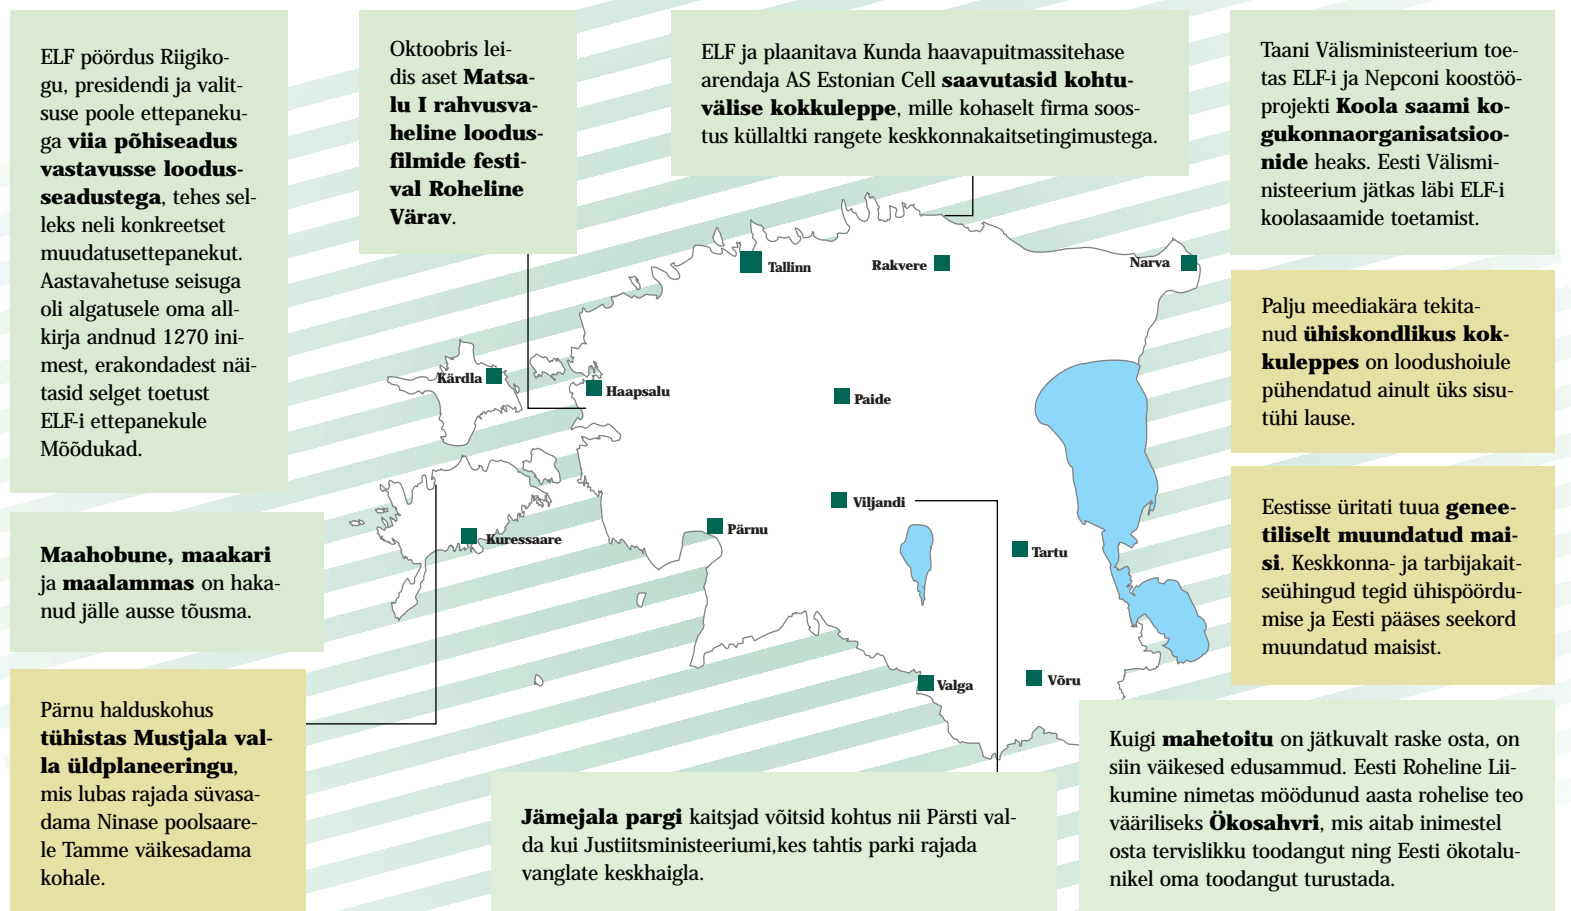 ELF pöördus Riigiko-
gu, presidendi ja valit-
suse poole ettepaneku-
ga viia põhiseadus
vastavusse loodus-
seadustega, tehes sel-
leks neli konkreetset
muudatusettepanekut.
Aastavahetuse seisuga
oli algatusele oma all-
kirja andnud 1270 ini-
mest, erakondadest näi-
tasid selget toetust
ELF-i ettepanekule
Mõõdukad.
Oktoobris lei-
dis aset Matsa-
lu I rahvusva-
heline loodus-
filmide festi-
val Roheline
Värav.
ELF ja plaanitava Kunda haavapuitmassitehase
arendaja AS Estonian Cell saavutasid kohtu-
välise kokkuleppe, mille kohaselt firma soos-
tus küllaltki rangete keskkonnakaitsetingimustega.
Taani Välisministeerium toe-
tas ELF-i ja Nepconi koostöö-
projekti Koola saami ko-
gukonnaorganisatsioo-
nide heaks. Eesti Välismi-
nisteerium jätkas läbi ELF-i
koolasaamide toetamist.
Palju meediakära tekita-
nud ühiskondlikus kok-
kuleppes on loodushoiule
pühendatud ainult üks sisu-
tühi lause.
Eestisse üritati tuua genee-
tiliselt muundatud mai-
si. Keskkonna- ja tarbijakait-
seühingud tegid ühispöördu-
mise ja Eesti pääses seekord
muundatud maisist.
Tallinn
Rakvere
Narva
Kärdla
Haapsalu
Paide
Viljandi
Pärnu
Kuressaare
Tartu
Valga
Võru
Maahobune, maakari
ja maalammas on haka-
nud jälle ausse tõusma.
Pärnu halduskohus
tühistas Mustjala val-
la üldplaneeringu,
mis lubas rajada süvasa-
dama Ninase poolsaare-
le Tamme väikesadama
kohale.
Jämejala pargi kaitsjad võitsid kohtus nii Pärsti val-
da kui Justiitsministeeriumi,kes tahtis parki rajada
vanglate keskhaigla.
Kuigi mahetoitu on jätkuvalt raske osta, on
siin väikesed edusammud. Eesti Roheline Lii-
kumine nimetas möödunud aasta rohelise teo
vääriliseks Ökosahvri, mis aitab inimestel
osta tervislikku toodangut ning Eesti ökotalu-
nikel oma toodangut turustada.